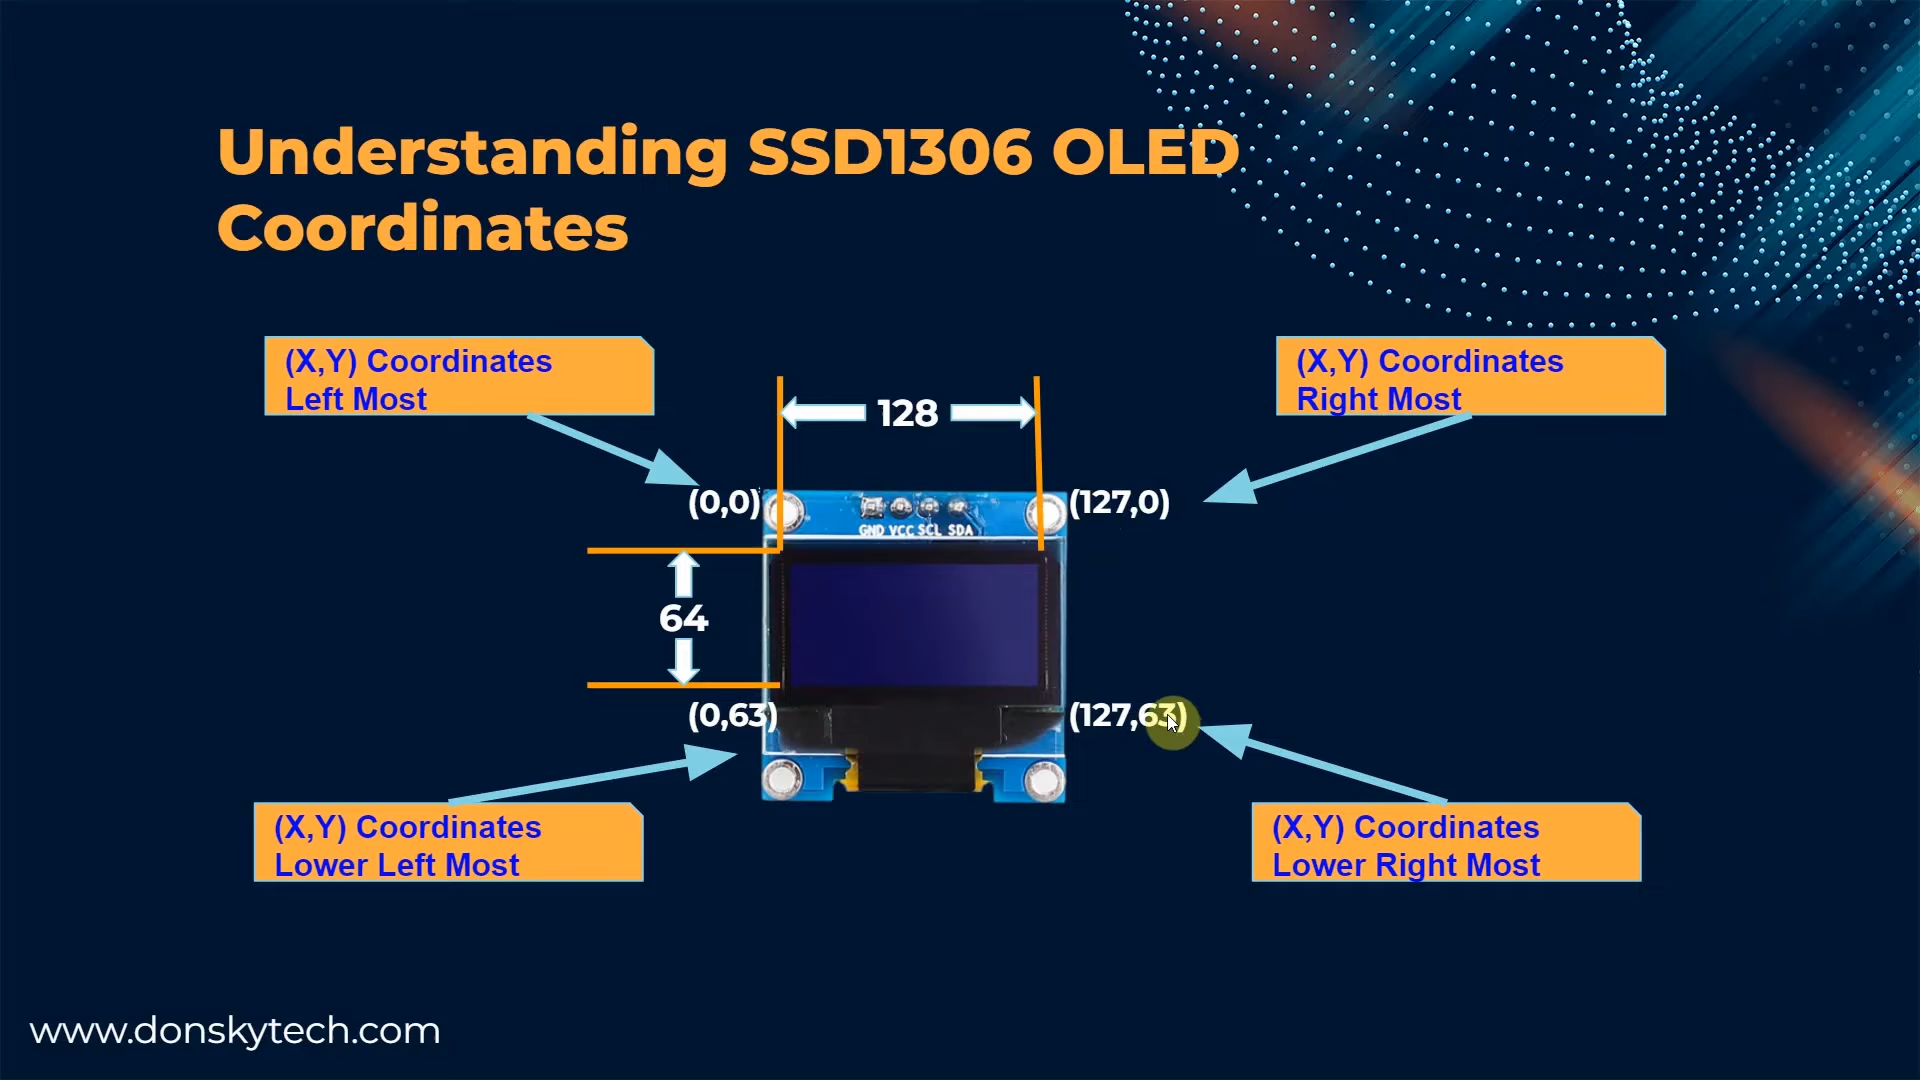 Understanding SSD1306 OLED
Coordinates
(X,Y) Coordinates
Left Most
(X,Y) Coordinates
Right Most
128
(0,0)
(127,0)
GND VCC SCL SDA
64
(0,63)
(127,63)
(X,Y) Coordinates
Lower Left Most
(X,Y) Coordinates
Lower Right Most
www.donskytech.com